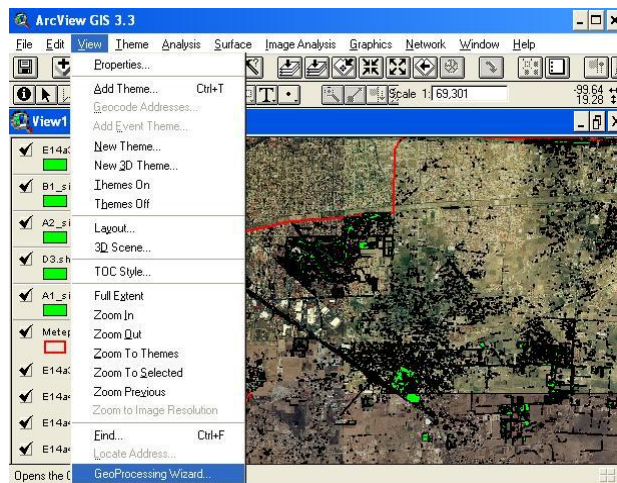 ArcView GIS 3.3
File Edit View Theme Analysis Surface Image Analysis Graphics Network Window Help
Properties...
Add Theme... Ctrl+T
Geocode Addresses...
Add Event Theme...
New Theme...
New 3D Theme...
Themes On
Themes Off
Layout...
3D Scene...
TOC Style...
Full Extent
Zoom In
Zoom Out
Zoom To Themes
Zoom To Selected
Zoom Previous
Zoom to Image Resolution
Find... Ctrl+F
Locate Address...
GeoProcessing Wizard...
Scale 1: 69,301
-99.64
19.28
View1
E14a
B1_si
A2_si
D3.sh
A1_si
Metep
E14a
E14a
E14a
E14a
Opens the